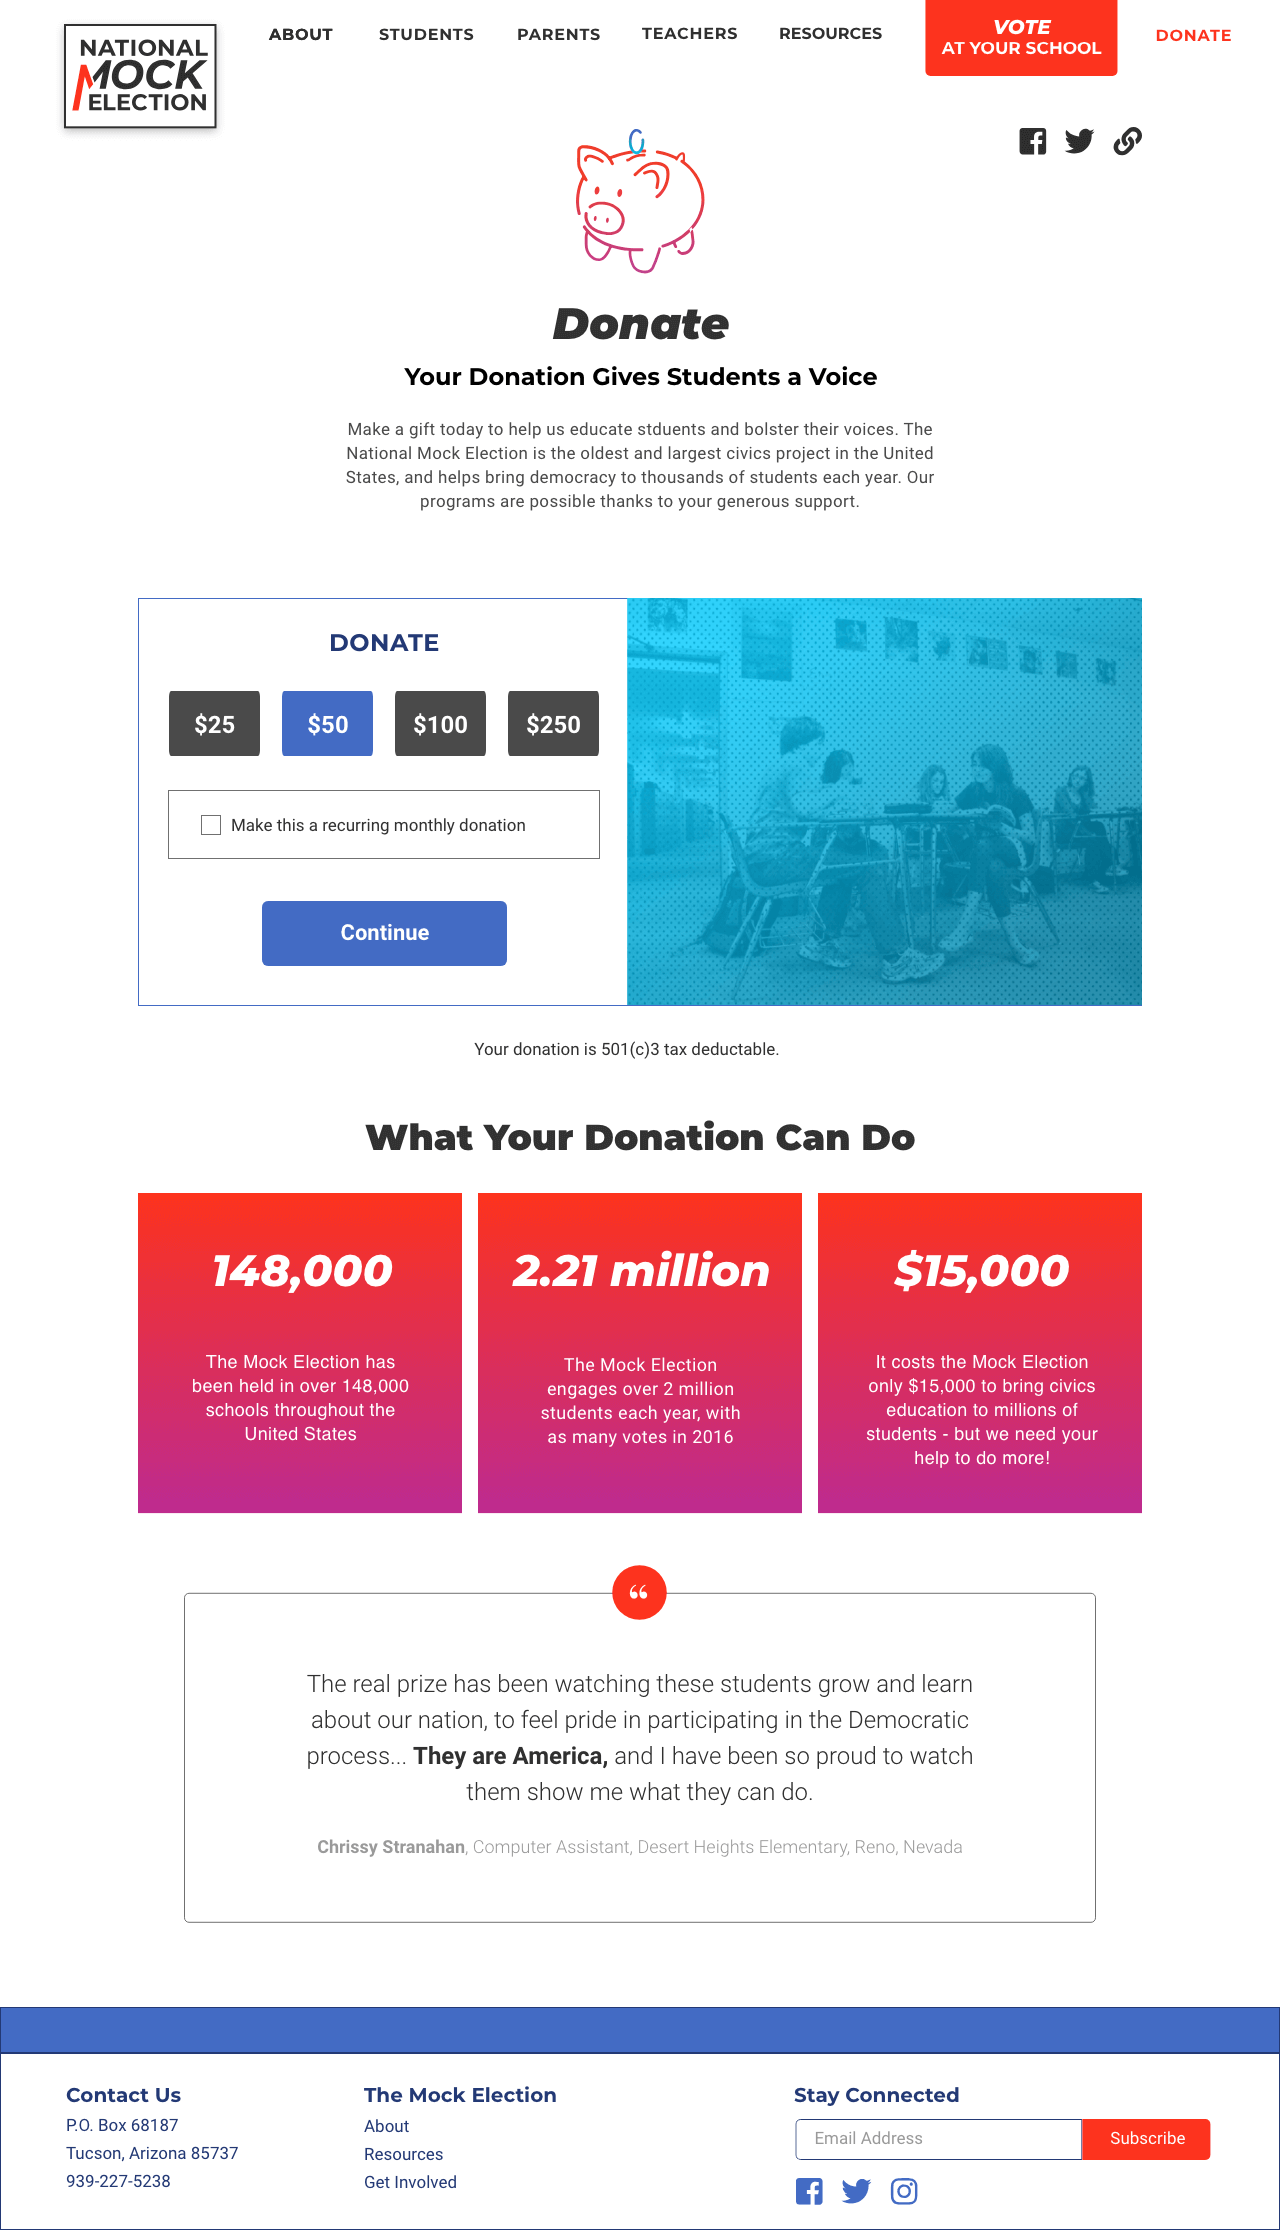 NATIONAL
MOCK
ELECTION
ABOUT
STUDENTS
PARENTS
TEACHERS
RESOURCES
VOTE
AT YOUR SCHOOL
DONATE
Donate
Your Donation Gives Students a Voice
Make a gift today to help us educate stduents and bolster their voices. The
National Mock Election is the oldest and largest civics project in the United
States, and helps bring democracy to thousands of students each year. Our
programs are possible thanks to your generous support.
DONATE
$25
$50
$100
$250
Make this a recurring monthly donation
Continue
Your donation is 501(c)3 tax deductable.
What Your Donation Can Do
148,000
The Mock Election has
been held in over 148,000
schools throughout the
United States
2.21 million
The Mock Election
engages over 2 million
students each year, with
as many votes in 2016
$15,000
It costs the Mock Election
only $15,000 to bring civics
education to millions of
students - but we need your
help to do more!
“
The real prize has been watching these students grow and learn
about our nation, to feel pride in participating in the Democratic
process... They are America, and I have been so proud to watch
them show me what they can do.
Chrissy Stranahan, Computer Assistant, Desert Heights Elementary, Reno, Nevada
Contact Us
P.O. Box 68187
Tucson, Arizona 85737
939-227-5238
The Mock Election
About
Resources
Get Involved
Stay Connected
Email Address
Subscribe